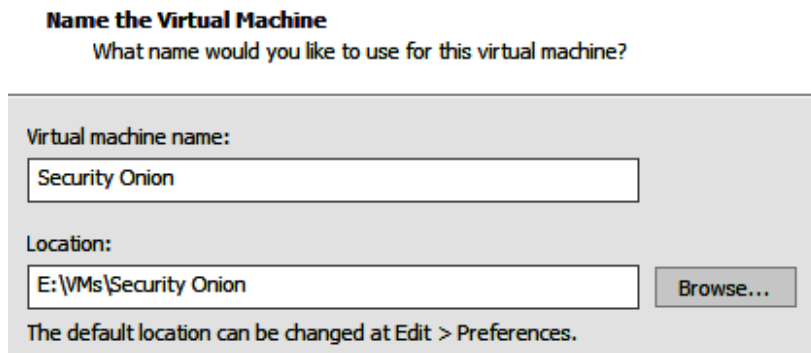 Name the Virtual Machine
What name would you like to use for this virtual machine?
Virtual machine name:
Security Onion
Location:
E:\VMs\Security Onion
Browse...
The default location can be changed at Edit > Preferences.